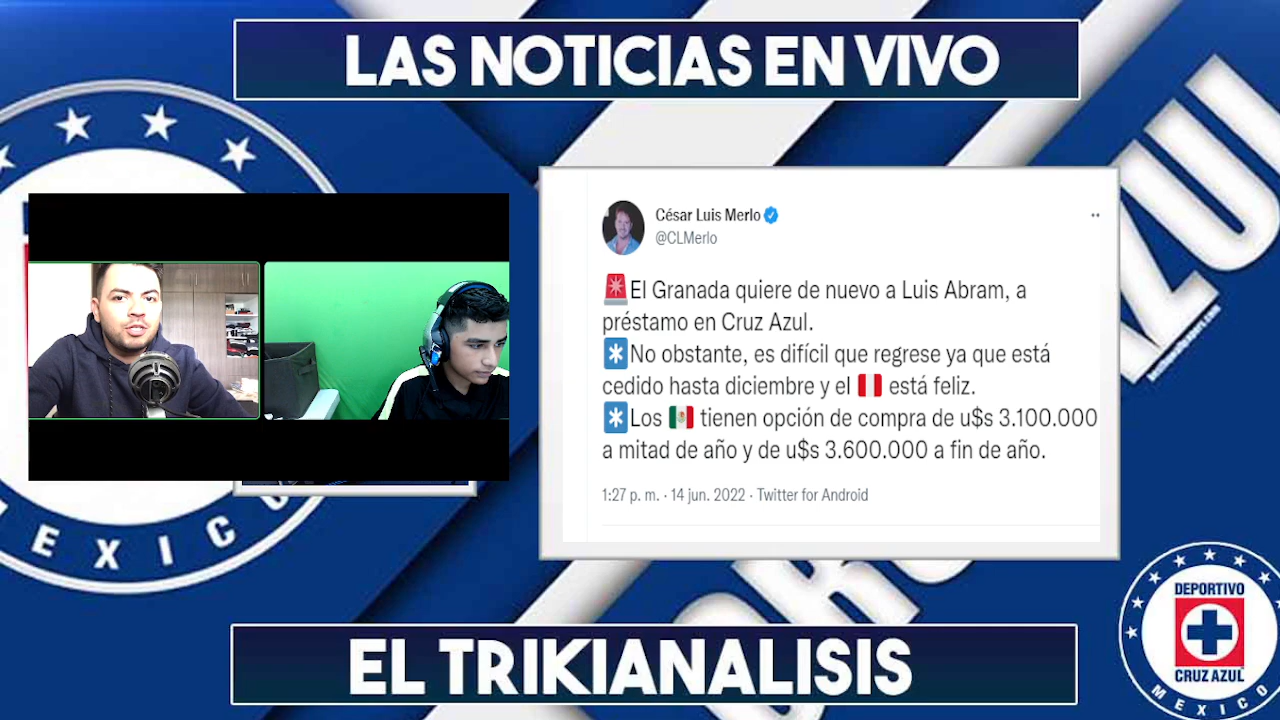 LAS NOTICIAS EN VIVO
César Luis Merlo
@CLMerlo
El Granada quiere de nuevo a Luis Abram, a
préstamo en Cruz Azul.
No obstante, es difícil que regrese ya que está
cedido hasta diciembre y el 🇵🇪 está feliz.
Los 🇲🇽 tienen opción de compra de u$s 3.100.000
a mitad de año y de u$s 3.600.000 a fin de año.
1:27 p. m. · 14 jun. 2022 · Twitter for Android
MEXICO
AZUL
EL TRIKIANALISIS
DEPORTIVO
CRUZ AZUL
MEXICO